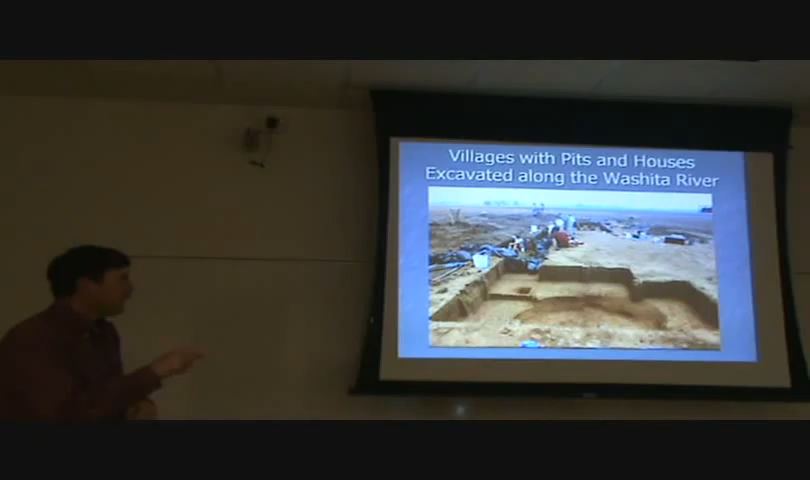 Villages with Pits and Houses
Excavated along the Washita River